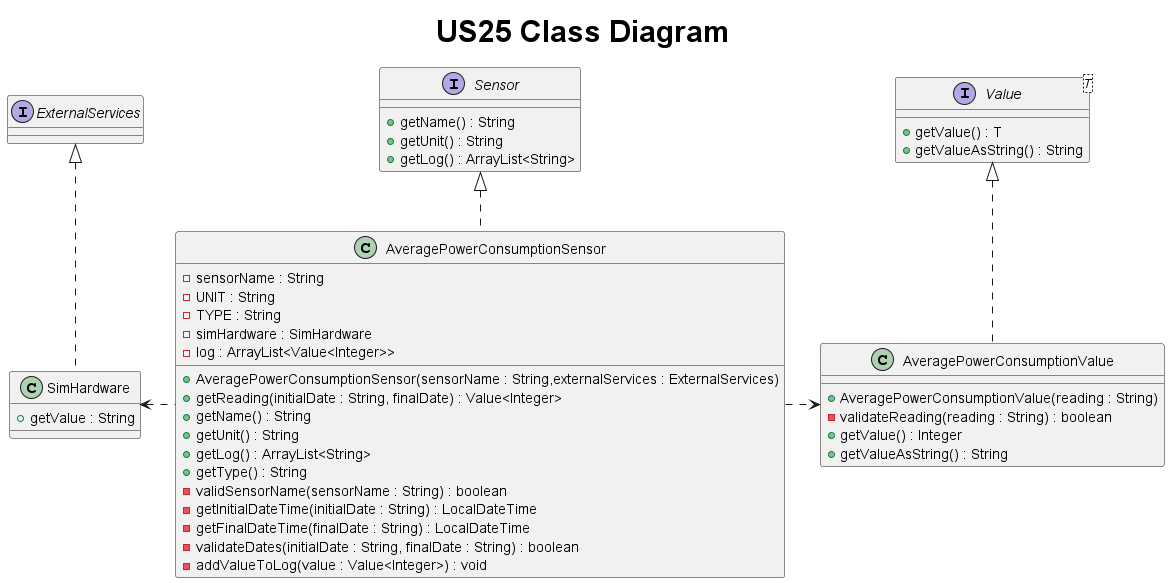 US25 Class Diagram
I ExternalServices
I Sensor
getName() : String
getUnit() : String
getLog() : ArrayList<String>
I Value
T
getValue() : T
getValueAsString() : String
C AveragePowerConsumptionSensor
sensorName : String
UNIT : String
TYPE : String
simHardware : SimHardware
log : ArrayList<Value<Integer>>
AveragePowerConsumptionSensor(sensorName : String,externalServices : ExternalServices)
getReading(initialDate : String, finalDate) : Value<Integer>
getName() : String
getUnit() : String
getLog() : ArrayList<String>
getType() : String
validSensorName(sensorName : String) : boolean
getInitialDateTime(initialDate : String) : LocalDateTime
getFinalDateTime(finalDate : String) : LocalDateTime
validateDates(initialDate : String, finalDate : String) : boolean
addValueToLog(value : Value<Integer>) : void
C SimHardware
getValue : String
C AveragePowerConsumptionValue
AveragePowerConsumptionValue(reading : String)
validateReading(reading : String) : boolean
getValue() : Integer
getValueAsString() : String